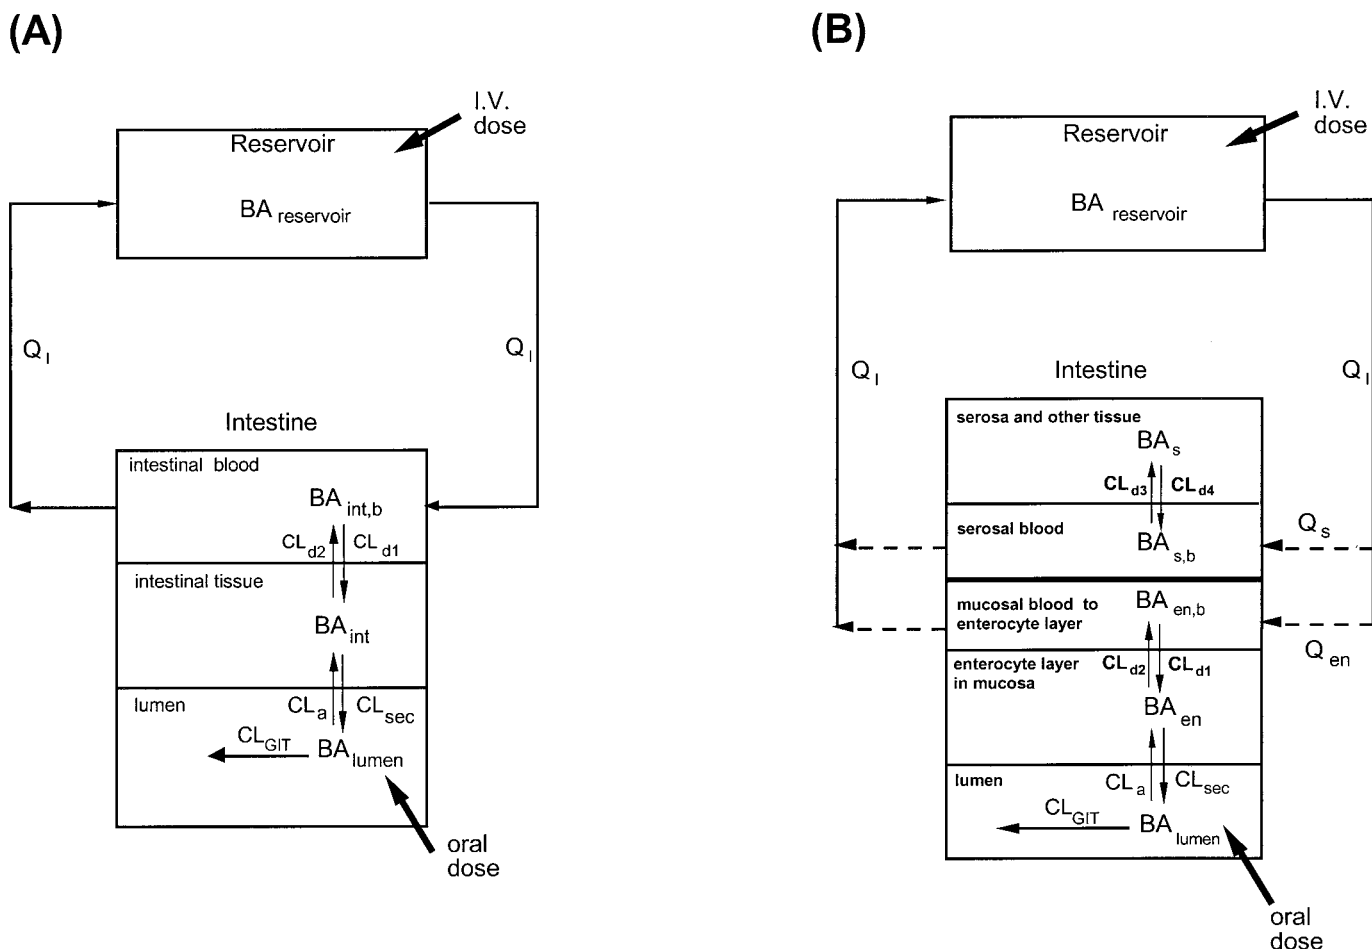 (A)
I.V.
dose
Reservoir
BA reservoir
Q I
Q I
Intestine
intestinal blood
BA int,b
CL d2
CL d1
intestinal tissue
BA int
lumen
CL a
CL sec
CL GIT
BA lumen
oral
dose
(B)
I.V.
dose
Reservoir
BA reservoir
Q I
Q I
Intestine
serosa and other tissue
BA s
CL d3
CL d4
serosal blood
BA s,b
Q s
mucosal blood to
enterocyte layer
BA en,b
Q en
enterocyte layer
in mucosa
CL d2
CL d1
BA en
lumen
CL a
CL sec
CL GIT
BA lumen
oral
dose